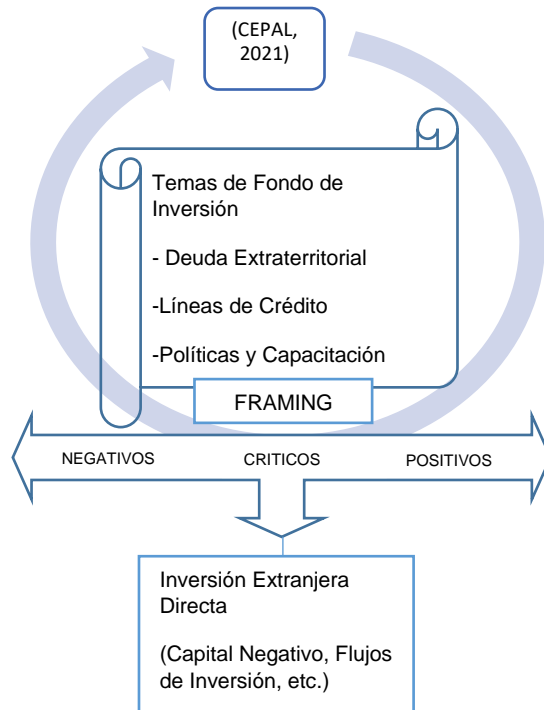 (CEPAL,
2021)
Temas de Fondo de
Inversión
- Deuda Extraterritorial
-Líneas de Crédito
-Políticas y Capacitación
FRAMING
NEGATIVOS CRITICOS POSITIVOS
Inversión Extranjera
Directa
(Capital Negativo, Flujos
de Inversión, etc.)